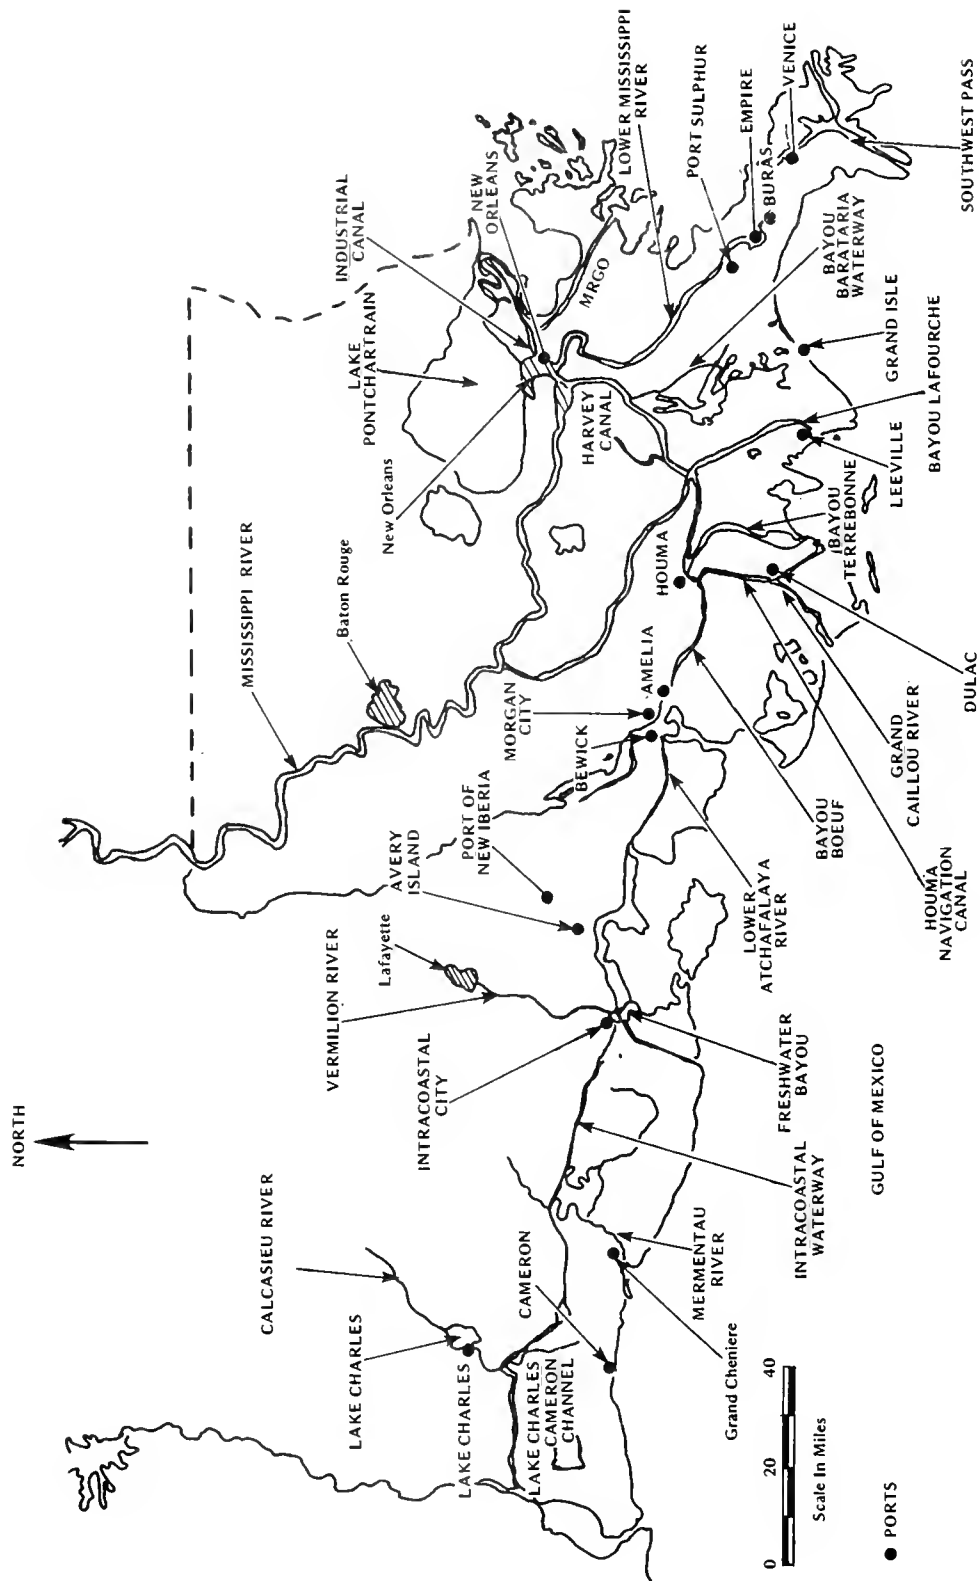 NORTH
MISSISSIPPI RIVER
Baton Rouge
LAKE
PONTCHARTRAIN
New Orleans
INDUSTRIAL
CANAL
NEW
ORLEANS
LOWER MISSISSIPPI
RIVER
MRGO
PORT SULPHUR
EMPIRE
BURAS
VENICE
SOUTHWEST PASS
HARVEY
CANAL
BAYOU
BARATARIA
WATERWAY
GRAND ISLE
BAYOU LAFOURCHE
LEEVILLE
BAYOU
TERREBONNE
HOUMA
DULAC
GRAND
CAILLOU RIVER
HOUMA
NAVIGATION
CANAL
BAYOU
BOEUF
AMELIA
MORGAN
CITY
BEWICK
LOWER
ATCHAFALAYA
RIVER
PORT OF
NEW IBERIA
AVERY
ISLAND
Lafayette
VERMILION RIVER
INTRACOASTAL
CITY
FRESHWATER
BAYOU
INTRACOASTAL
WATERWAY
GULF OF MEXICO
MERMENTAU
RIVER
Grand Cheniere
CAMERON
CALCASIEU RIVER
LAKE CHARLES
LAKE CHARLES
LAKE CHARLES
CAMERON
CHANNEL
0 20 40
Scale In Miles
● PORTS